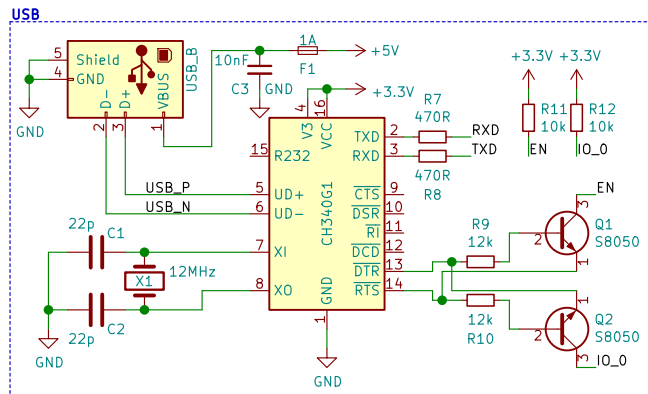 USB
5 Shield
4 GND
D-
D+
VBUS
USB_B
2
3
1
GND
10nF
C3
GND
1A
F1
+5V
+3.3V
4
16
V3
VCC
15 R232
CH340G1
TXD 2
RXD 3
R7
470R
RXD
TXD
470R
R8
USB_P
5 UD+
USB_N
6 UD-
CTS 9
DSR 10
RI 11
DCD 12
DTR 13
RTS 14
22p
C1
7 XI
X1
12MHz
8 XO
C2
22p
GND
GND
1
GND
+3.3V
+3.3V
R11
10k
R12
10k
EN
IO_0
EN
3
R9
12k
2
Q1
S8050
1
1
12k
R10
2
Q2
S8050
3
IO_0